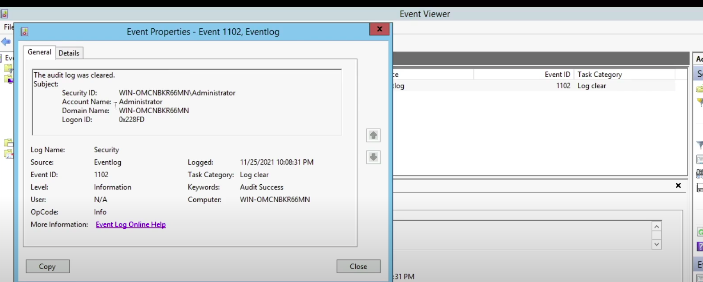 Event Viewer
File
Event Properties - Event 1102, Eventlog
x
General Details
The audit log was cleared.
Subject:
Security ID: WIN-OMCNBKR66MN\Administrator
Account Name: Administrator
Domain Name: WIN-OMCNBKR66MN
Logon ID: 0x228FD
Log Name: Security
Source: Eventlog Logged: 11/25/2021 10:08:31 PM
Event ID: 1102 Task Category: Log clear
Level: Information Keywords: Audit Success
User: N/A Computer: WIN-OMCNBKR66MN
OpCode: Info
More Information: Event Log Online Help
Copy Close
Event ID Task Category
1102 Log clear
:31 PM